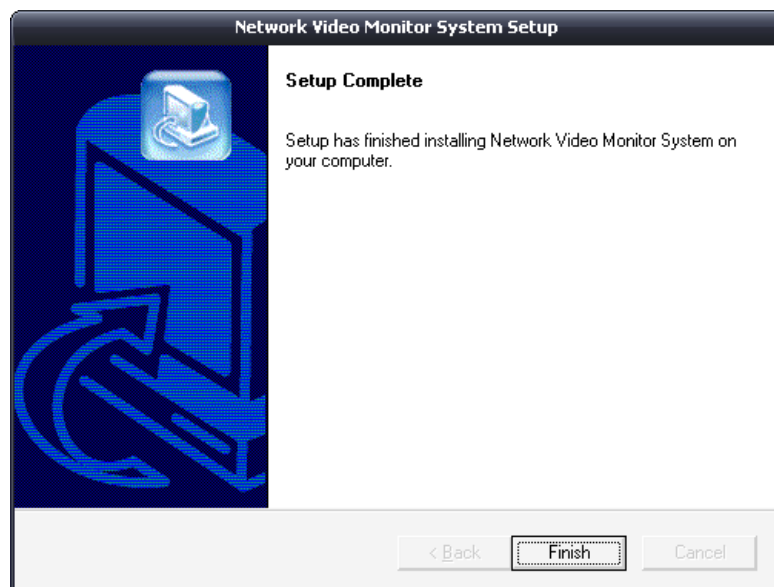 Network Video Monitor System Setup
Setup Complete
Setup has finished installing Network Video Monitor System on
your computer.
< Back
Finish
Cancel